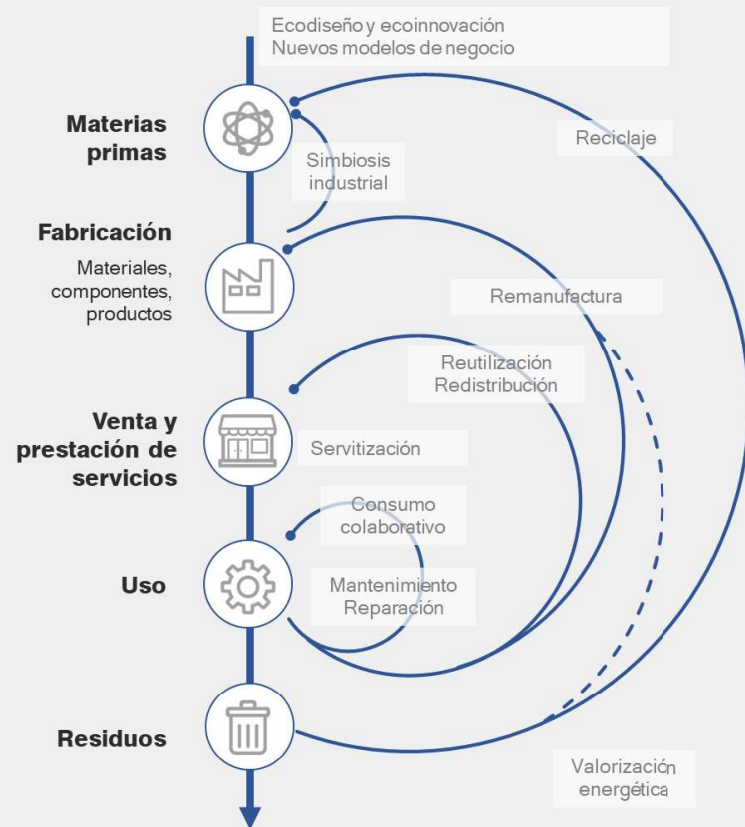 Ecodiseño y ecoinnovación
Nuevos modelos de negocio
Materias
primas
Reciclaje
Simbiosis
industrial
Fabricación
Materiales,
componentes,
productos
Remanufactura
Reutilización
Redistribución
Venta y
prestación de
servicios
Servitización
Consumo
colaborativo
Uso
Mantenimiento
Reparación
Residuos
Valorización
energética